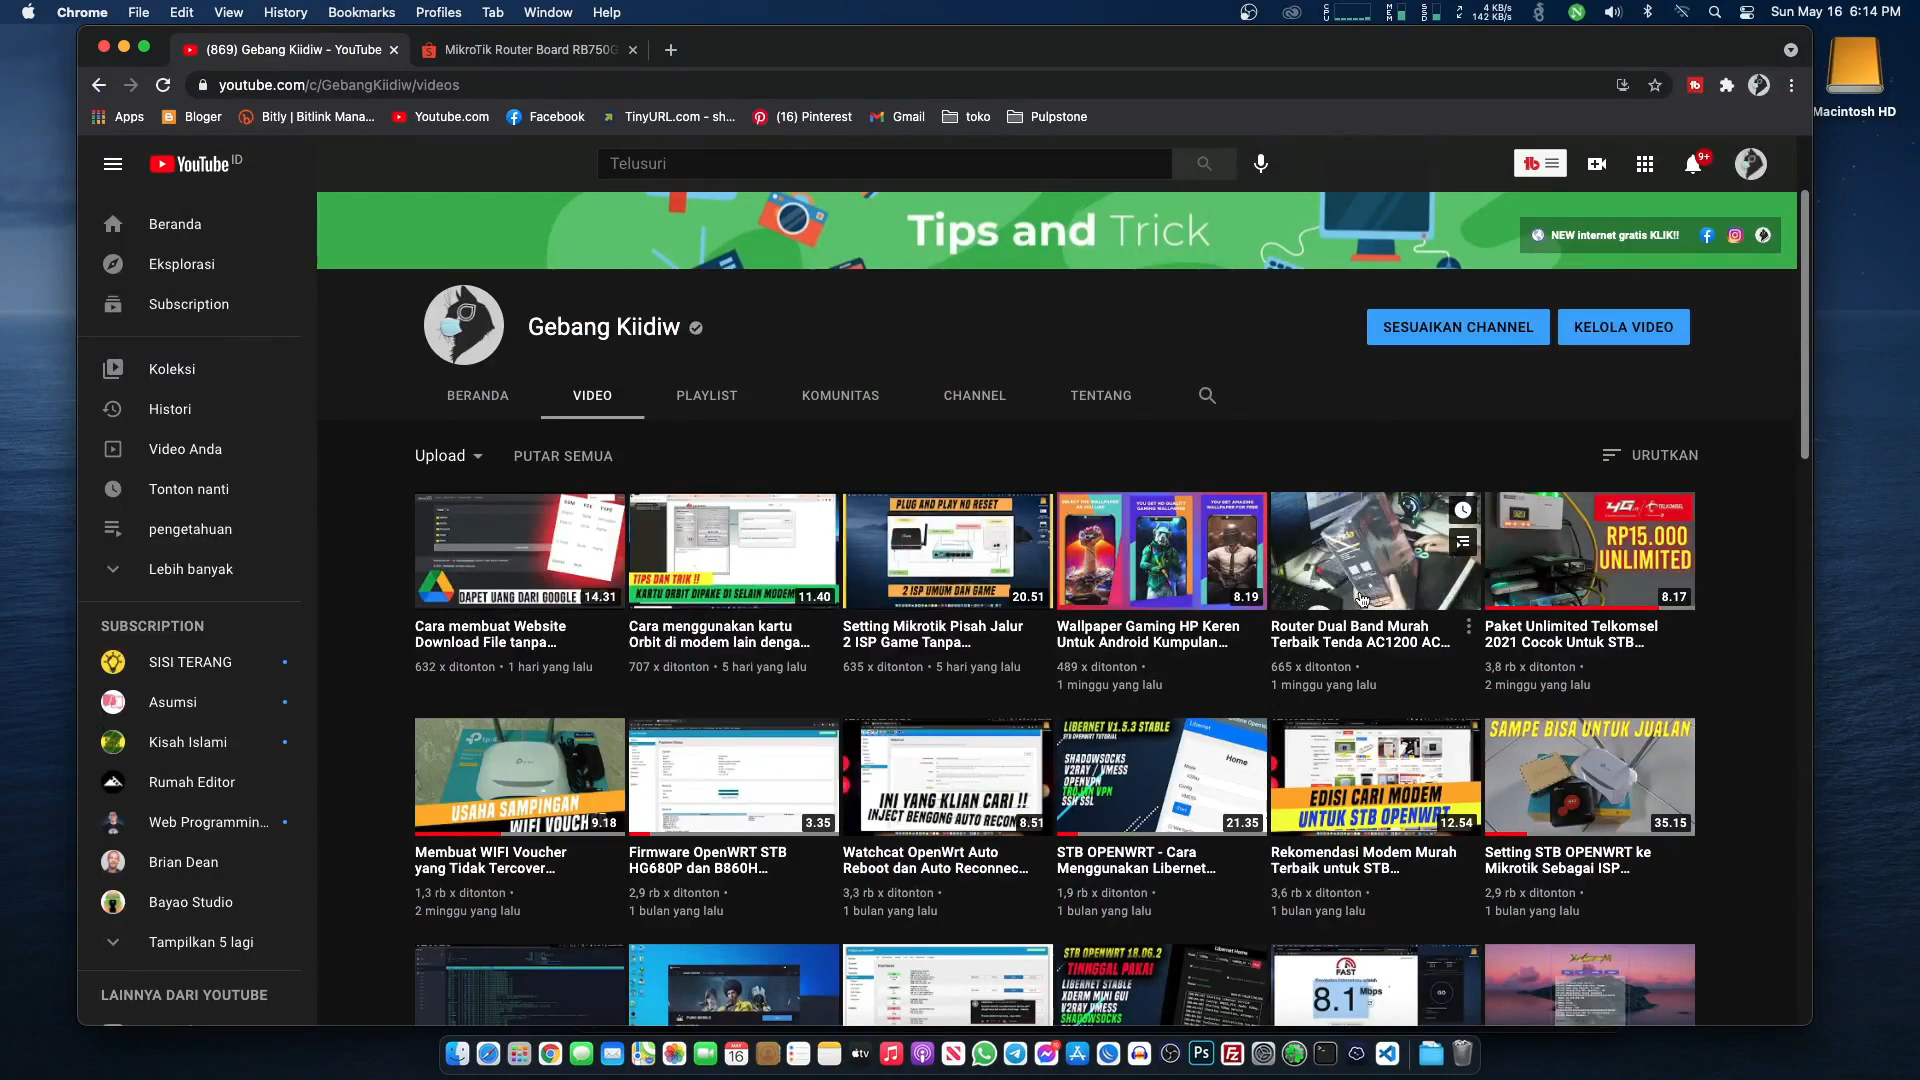 Chrome File Edit View History Bookmarks Profiles Tab Window Help
4 KB/s
142 KB/s
Sun May 16 6:14 PM
(869) Gebang Kiidiw - YouTube
MikroTik Router Board RB750G
youtube.com/c/GebangKiidiw/videos
Apps Bloger Bitly | Bitlink Mana... Youtube.com Facebook TinyURL.com - sh... (16) Pinterest Gmail toko Pulpstone
Macintosh HD
YouTube ID
Telusuri
9+
Tips and Trick
NEW internet gratis KLIK!!
Beranda
Eksplorasi
Subscription
Koleksi
Histori
Video Anda
Tonton nanti
pengetahuan
Lebih banyak
SUBSCRIPTION
SISI TERANG
Asumsi
Kisah Islami
Rumah Editor
Web Programmin...
Brian Dean
Bayao Studio
Tampilkan 5 lagi
LAINNYA DARI YOUTUBE
Gebang Kiidiw
SESUAIKAN CHANNEL
KELOLA VIDEO
BERANDA VIDEO PLAYLIST KOMUNITAS CHANNEL TENTANG
Upload
PUTAR SEMUA
URUTKAN
DAPET UANG DARI GOOGLE
14.31
Cara membuat Website
Download File tanpa...
632 x ditonton • 1 hari yang lalu
TIPS DAN TRIK !!
KARTU ORBIT DIPAKE DI SELAIN MODEM
11.40
Cara menggunakan kartu
Orbit di modem lain denga...
707 x ditonton • 5 hari yang lalu
PLUG AND PLAY NO RESET
2 ISP UMUM DAN GAME
20.51
Setting Mikrotik Pisah Jalur
2 ISP Game Tanpa...
635 x ditonton • 5 hari yang lalu
8.19
Wallpaper Gaming HP Keren
Untuk Android Kumpulan...
489 x ditonton •
1 minggu yang lalu
Router Dual Band Murah
Terbaik Tenda AC1200 AC...
665 x ditonton •
1 minggu yang lalu
4G TELKOMSEL
RP15.000
UNLIMITED
8.17
Paket Unlimited Telkomsel
2021 Cocok Untuk STB...
3,8 rb x ditonton •
2 minggu yang lalu
USAHA SAMPINGAN
WIFI VOUCH
9.18
Membuat WIFI Voucher
yang Tidak Tercover...
1,3 rb x ditonton •
2 minggu yang lalu
3.35
Firmware OpenWRT STB
HG680P dan B860H...
2,9 rb x ditonton •
1 bulan yang lalu
INI YANG KLIAN CARI !!
INJECT BENGONG AUTO RECON
8.51
Watchcat OpenWrt Auto
Reboot dan Auto Reconnec...
3,3 rb x ditonton •
1 bulan yang lalu
LIBERNET V1.5.3 STABLE
OPENWRT TUTORIAL
SHADOWSOCKS
V2RAY / VMESS
OPENVPN
TROJAN VPN
SSH SSL
Home
21.35
STB OPENWRT - Cara
Menggunakan Libernet...
1,9 rb x ditonton •
1 bulan yang lalu
EDISI CARI MODEM
UNTUK STB OPENWRT
12.54
Rekomendasi Modem Murah
Terbaik untuk STB...
3,6 rb x ditonton •
1 bulan yang lalu
SAMPE BISA UNTUK JUALAN
35.15
Setting STB OPENWRT ke
Mikrotik Sebagai ISP...
2,9 rb x ditonton •
1 bulan yang lalu
STB OPENWRT 18.06.2
TINNGGAL PAKAI
LIBERNET STABLE
XDERM MINI GUI
V2RAY VMESS
SHADOWSOCKS
FAST
8.1 Mbps
GO
MAY
16
tv
Ps